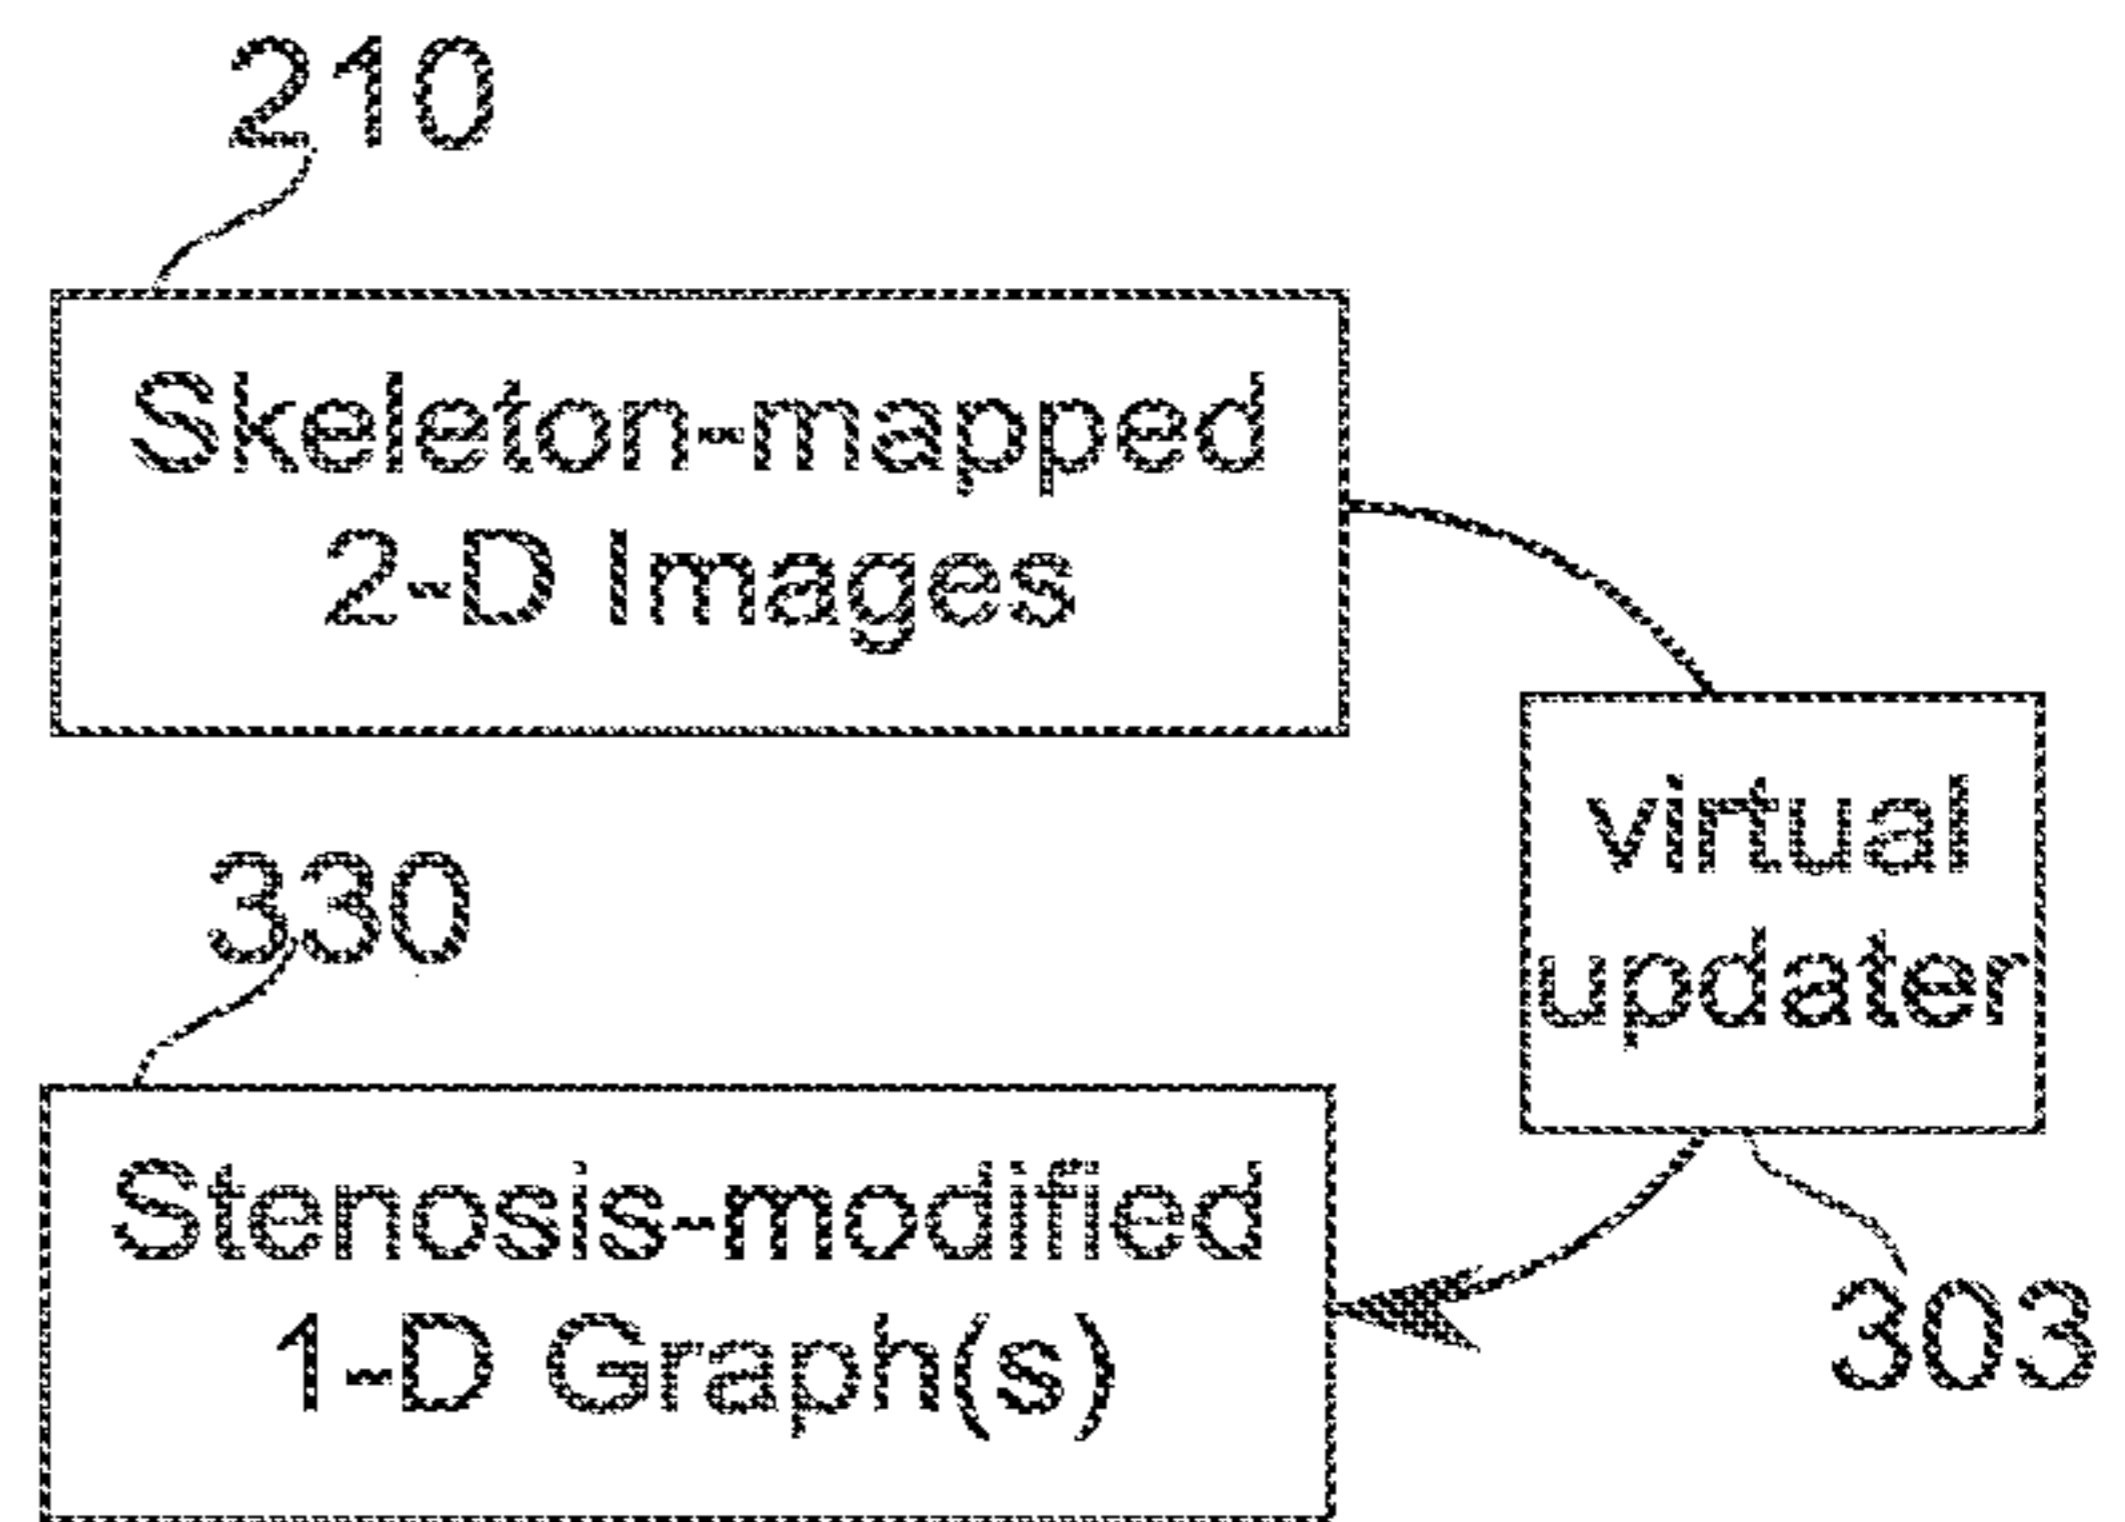 210
Skeleton-mapped
2-D Images
virtual
updater
330
Stenosis-modified
1-D Graph(s)
303